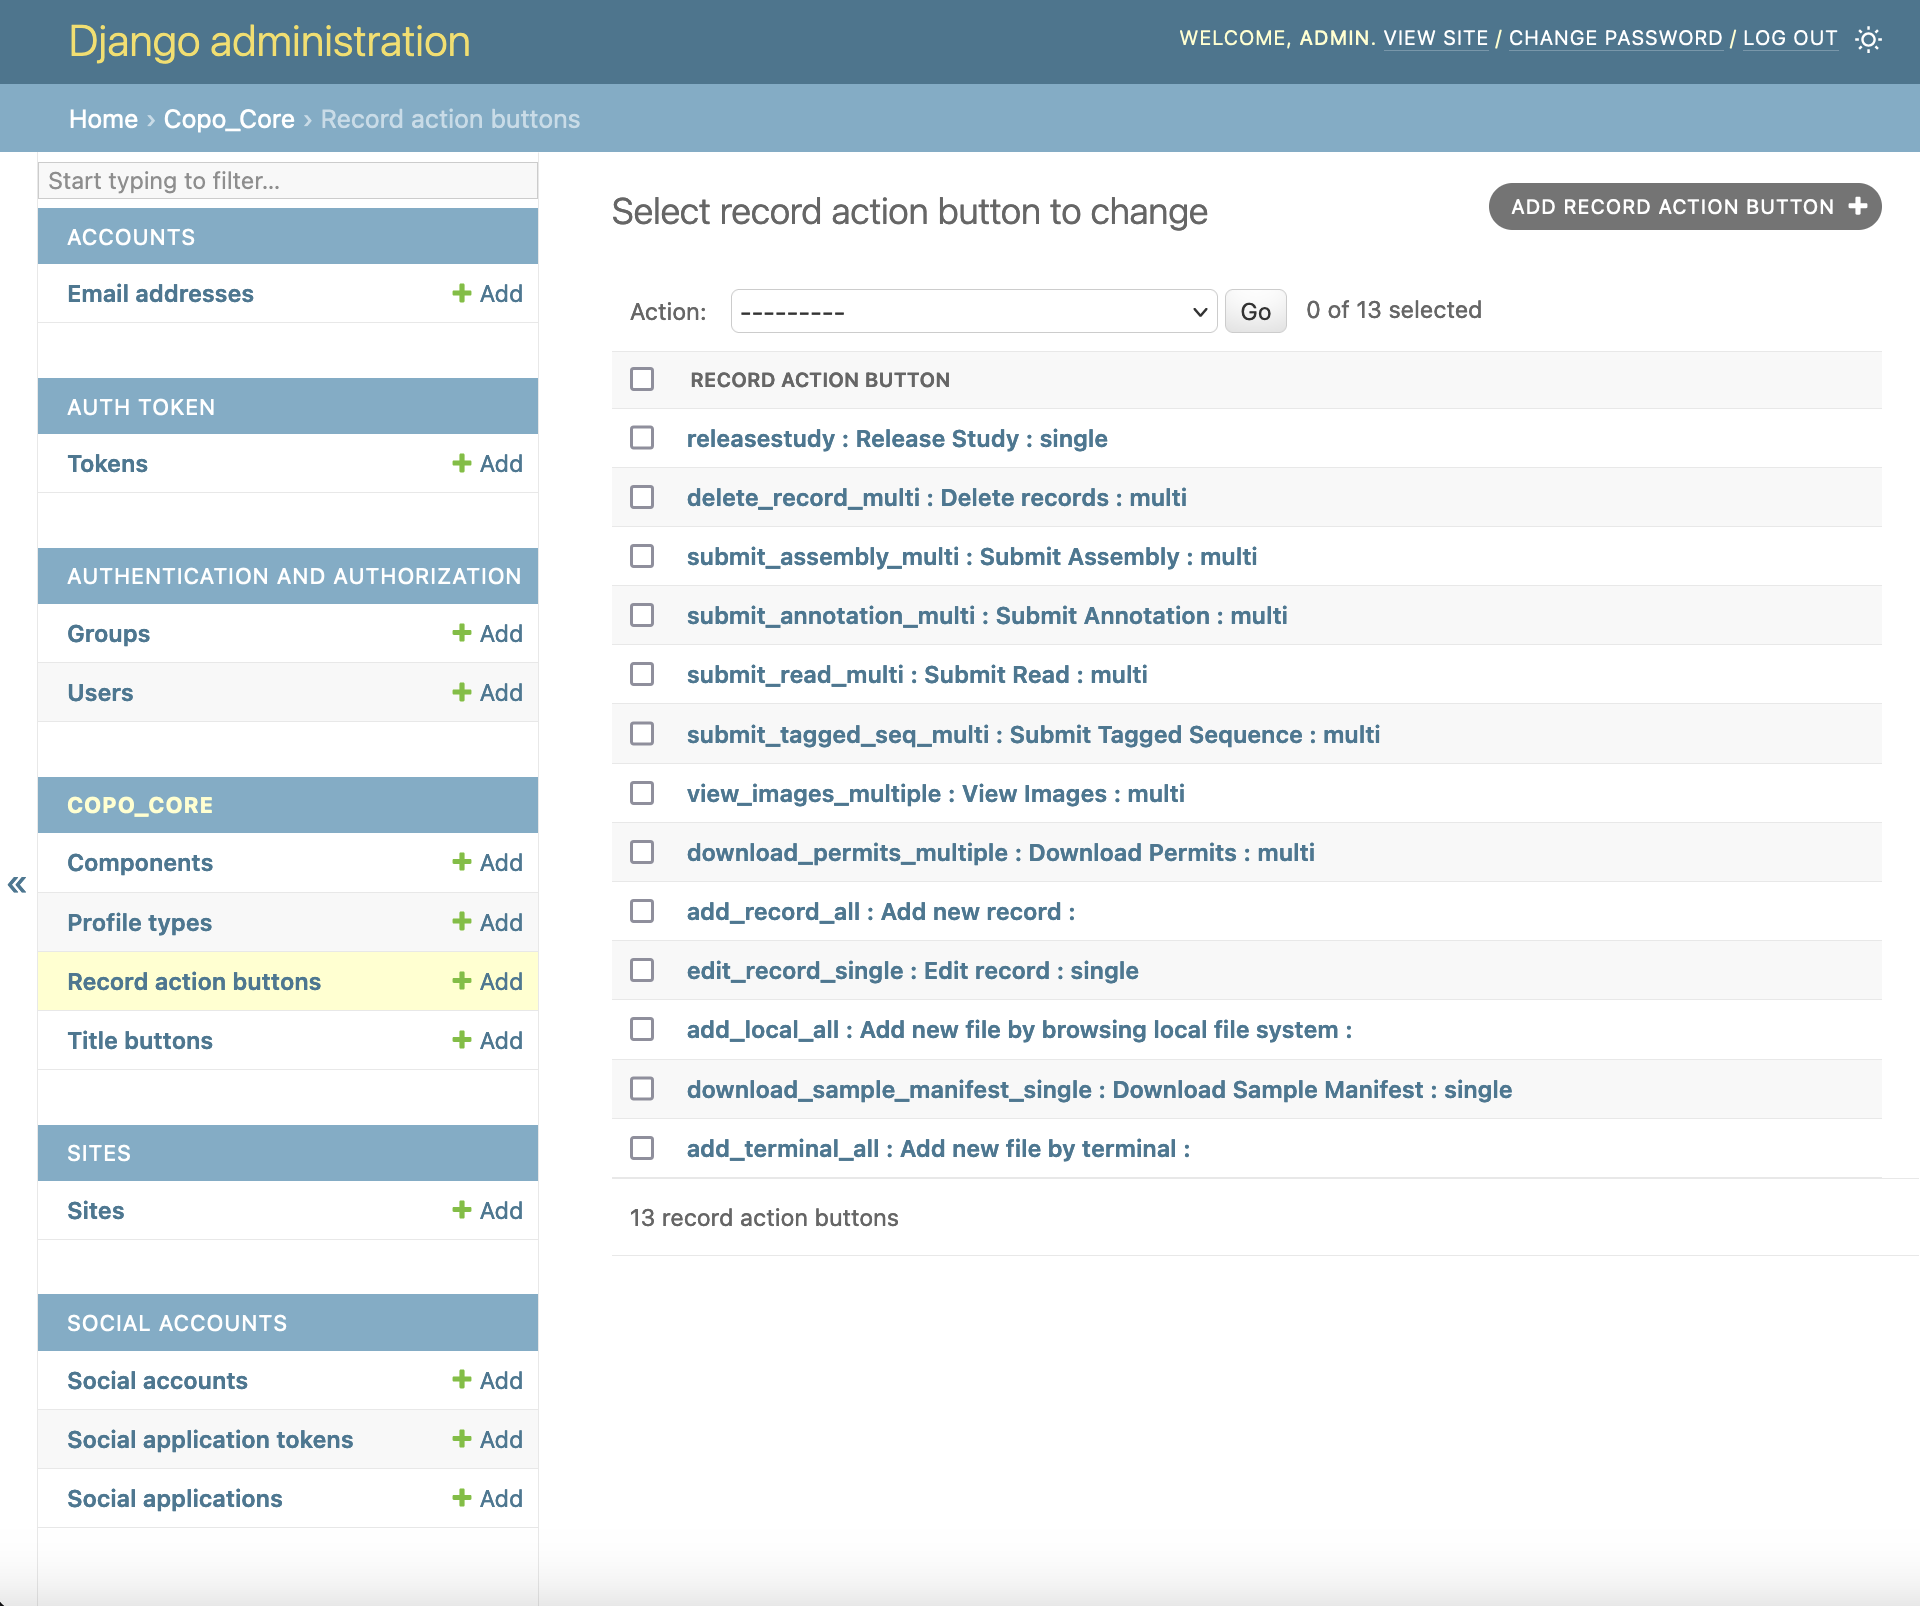 Django administration
WELCOME, ADMIN. VIEW SITE / CHANGE PASSWORD / LOG OUT
Home › Copo_Core › Record action buttons
Start typing to filter...
ACCOUNTS
Email addresses
Add
AUTH TOKEN
Tokens
Add
AUTHENTICATION AND AUTHORIZATION
Groups
Add
Users
Add
COPO_CORE
Components
Add
Profile types
Add
Record action buttons
Add
Title buttons
Add
SITES
Sites
Add
SOCIAL ACCOUNTS
Social accounts
Add
Social application tokens
Add
Social applications
Add
«
Select record action button to change
ADD RECORD ACTION BUTTON
Action: --------- Go 0 of 13 selected
RECORD ACTION BUTTON
releasestudy : Release Study : single
delete_record_multi : Delete records : multi
submit_assembly_multi : Submit Assembly : multi
submit_annotation_multi : Submit Annotation : multi
submit_read_multi : Submit Read : multi
submit_tagged_seq_multi : Submit Tagged Sequence : multi
view_images_multiple : View Images : multi
download_permits_multiple : Download Permits : multi
add_record_all : Add new record :
edit_record_single : Edit record : single
add_local_all : Add new file by browsing local file system :
download_sample_manifest_single : Download Sample Manifest : single
add_terminal_all : Add new file by terminal :
13 record action buttons